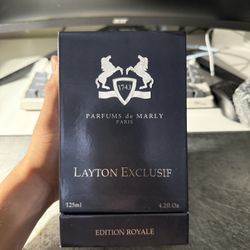 1743
PARFUMS de MARLY
PARIS
LAYTON EXCLUSIF
125ml 4.2fl.Oz
EDITION ROYALE